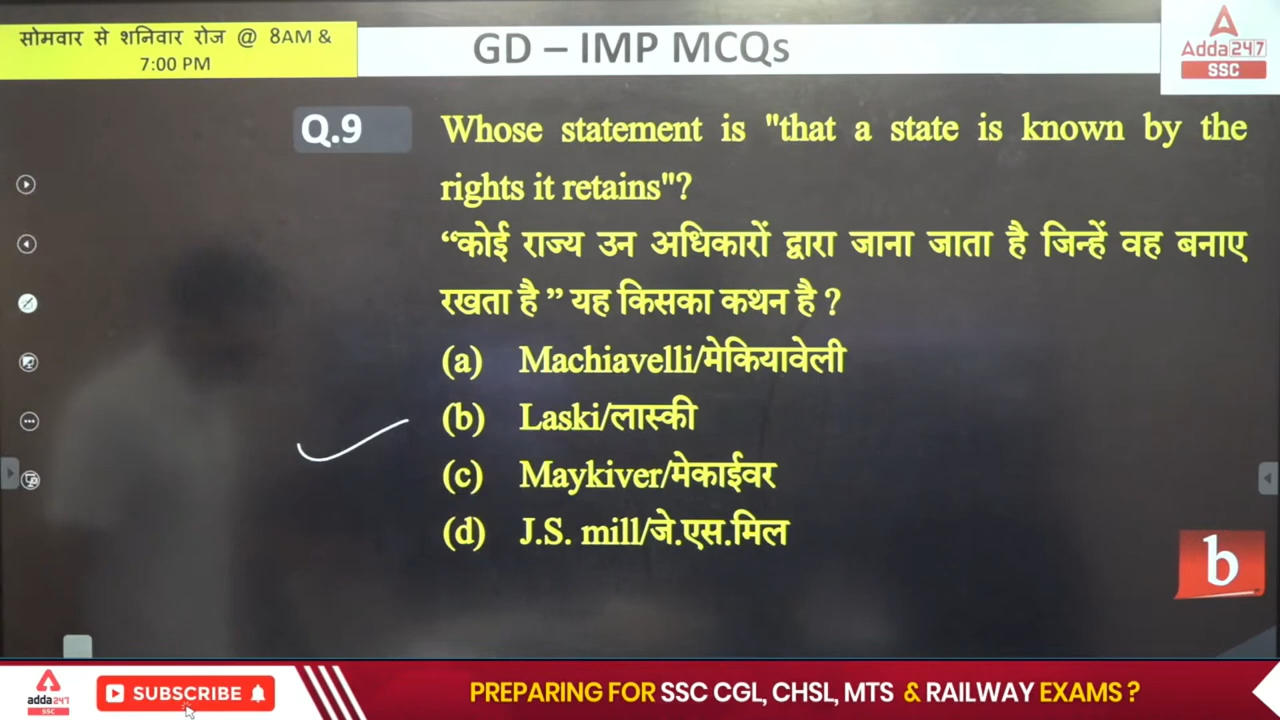 सोमवार से शनिवार रोज @ 8AM &
7:00 PM
GD – IMP MCQs
Adda247
SSC
Q.9
Whose statement is "that a state is known by the
rights it retains"?
“कोई राज्य उन अधिकारों द्वारा जाना जाता है जिन्हें वह बनाए
रखता है ” यह किसका कथन है ?
(a) Machiavelli/मेकियावेली
(b) Laski/लास्की
(c) Maykiver/मेकाईवर
(d) J.S. mill/जे.एस.मिल
b
adda247
SSC
SUBSCRIBE
PREPARING FOR SSC CGL, CHSL, MTS & RAILWAY EXAMS ?